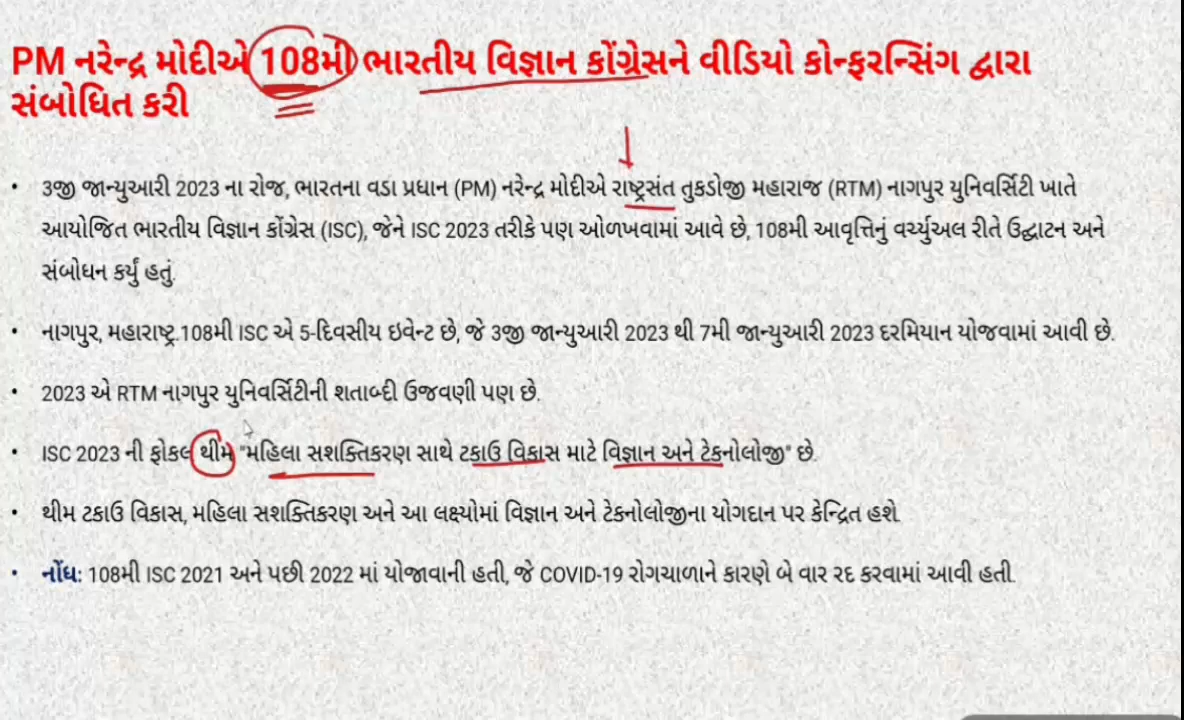 PM નરેન્દ્ર મોદીએ 108મી ભારતીય વિજ્ઞાન કોંગ્રેસને વીડિયો કોન્ફરન્સિંગ દ્વારા
સંબોધિત કરી
• 3જી જાન્યુઆરી 2023 ના રોજ, ભારતના વડા પ્રધાન (PM) નરેન્દ્ર મોદીએ રાષ્ટ્રસંત તુકડોજી મહારાજ (RTM) નાગપુર યુનિવર્સિટી ખાતે
આયોજિત ભારતીય વિજ્ઞાન કોંગ્રેસ (ISC), જેને ISC 2023 તરીકે પણ ઓળખવામાં આવે છે, 108મી આવૃત્તિનું વર્ચ્યુઅલ રીતે ઉદ્ઘાટન અને
સંબોધન કર્યું હતું.
• નાગપુર, મહારાષ્ટ્ર.108મી ISC એ 5-દિવસીય ઇવેન્ટ છે, જે 3જી જાન્યુઆરી 2023 થી 7મી જાન્યુઆરી 2023 દરમિયાન યોજવામાં આવી છે.
• 2023 એ RTM નાગપુર યુનિવર્સિટીની શતાબ્દી ઉજવણી પણ છે.
• ISC 2023 ની ફોકલ થીમ "મહિલા સશક્તિકરણ સાથે ટકાઉ વિકાસ માટે વિજ્ઞાન અને ટેકનોલોજી" છે.
• થીમ ટકાઉ વિકાસ, મહિલા સશક્તિકરણ અને આ લક્ષ્યોમાં વિજ્ઞાન અને ટેકનોલોજીના યોગદાન પર કેન્દ્રિત હશે.
• નોંધ: 108મી ISC 2021 અને પછી 2022 માં યોજાવાની હતી, જે COVID-19 રોગચાળાને કારણે બે વાર રદ કરવામાં આવી હતી.